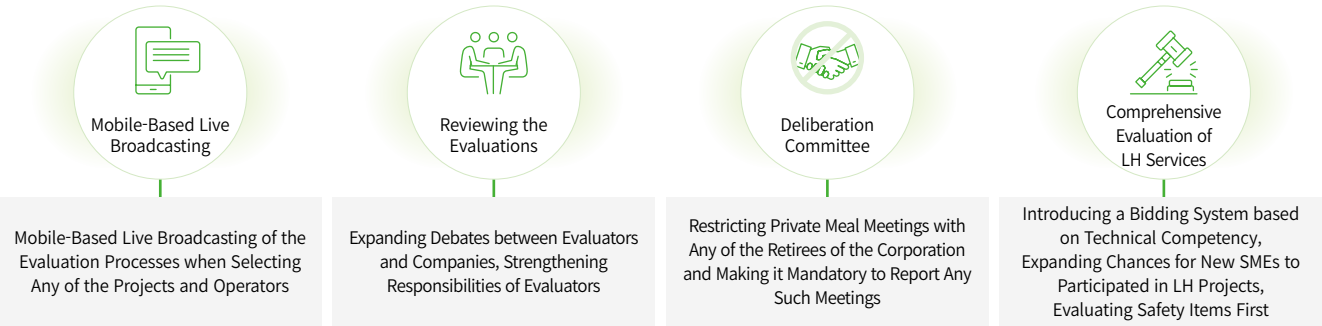 Mobile-Based Live
Broadcasting
Reviewing the
Evaluations
Deliberation
Committee
Comprehensive
Evaluation of
LH Services
Mobile-Based Live Broadcasting of the
Evaluation Processes when Selecting
Any of the Projects and Operators
Expanding Debates between Evaluators
and Companies, Strengthening
Responsibilities of Evaluators
Restricting Private Meal Meetings with
Any of the Retirees of the Corporation
and Making it Mandatory to Report Any
Such Meetings
Introducing a Bidding System based
on Technical Competency,
Expanding Chances for New SMEs to
Participated in LH Projects,
Evaluating Safety Items First